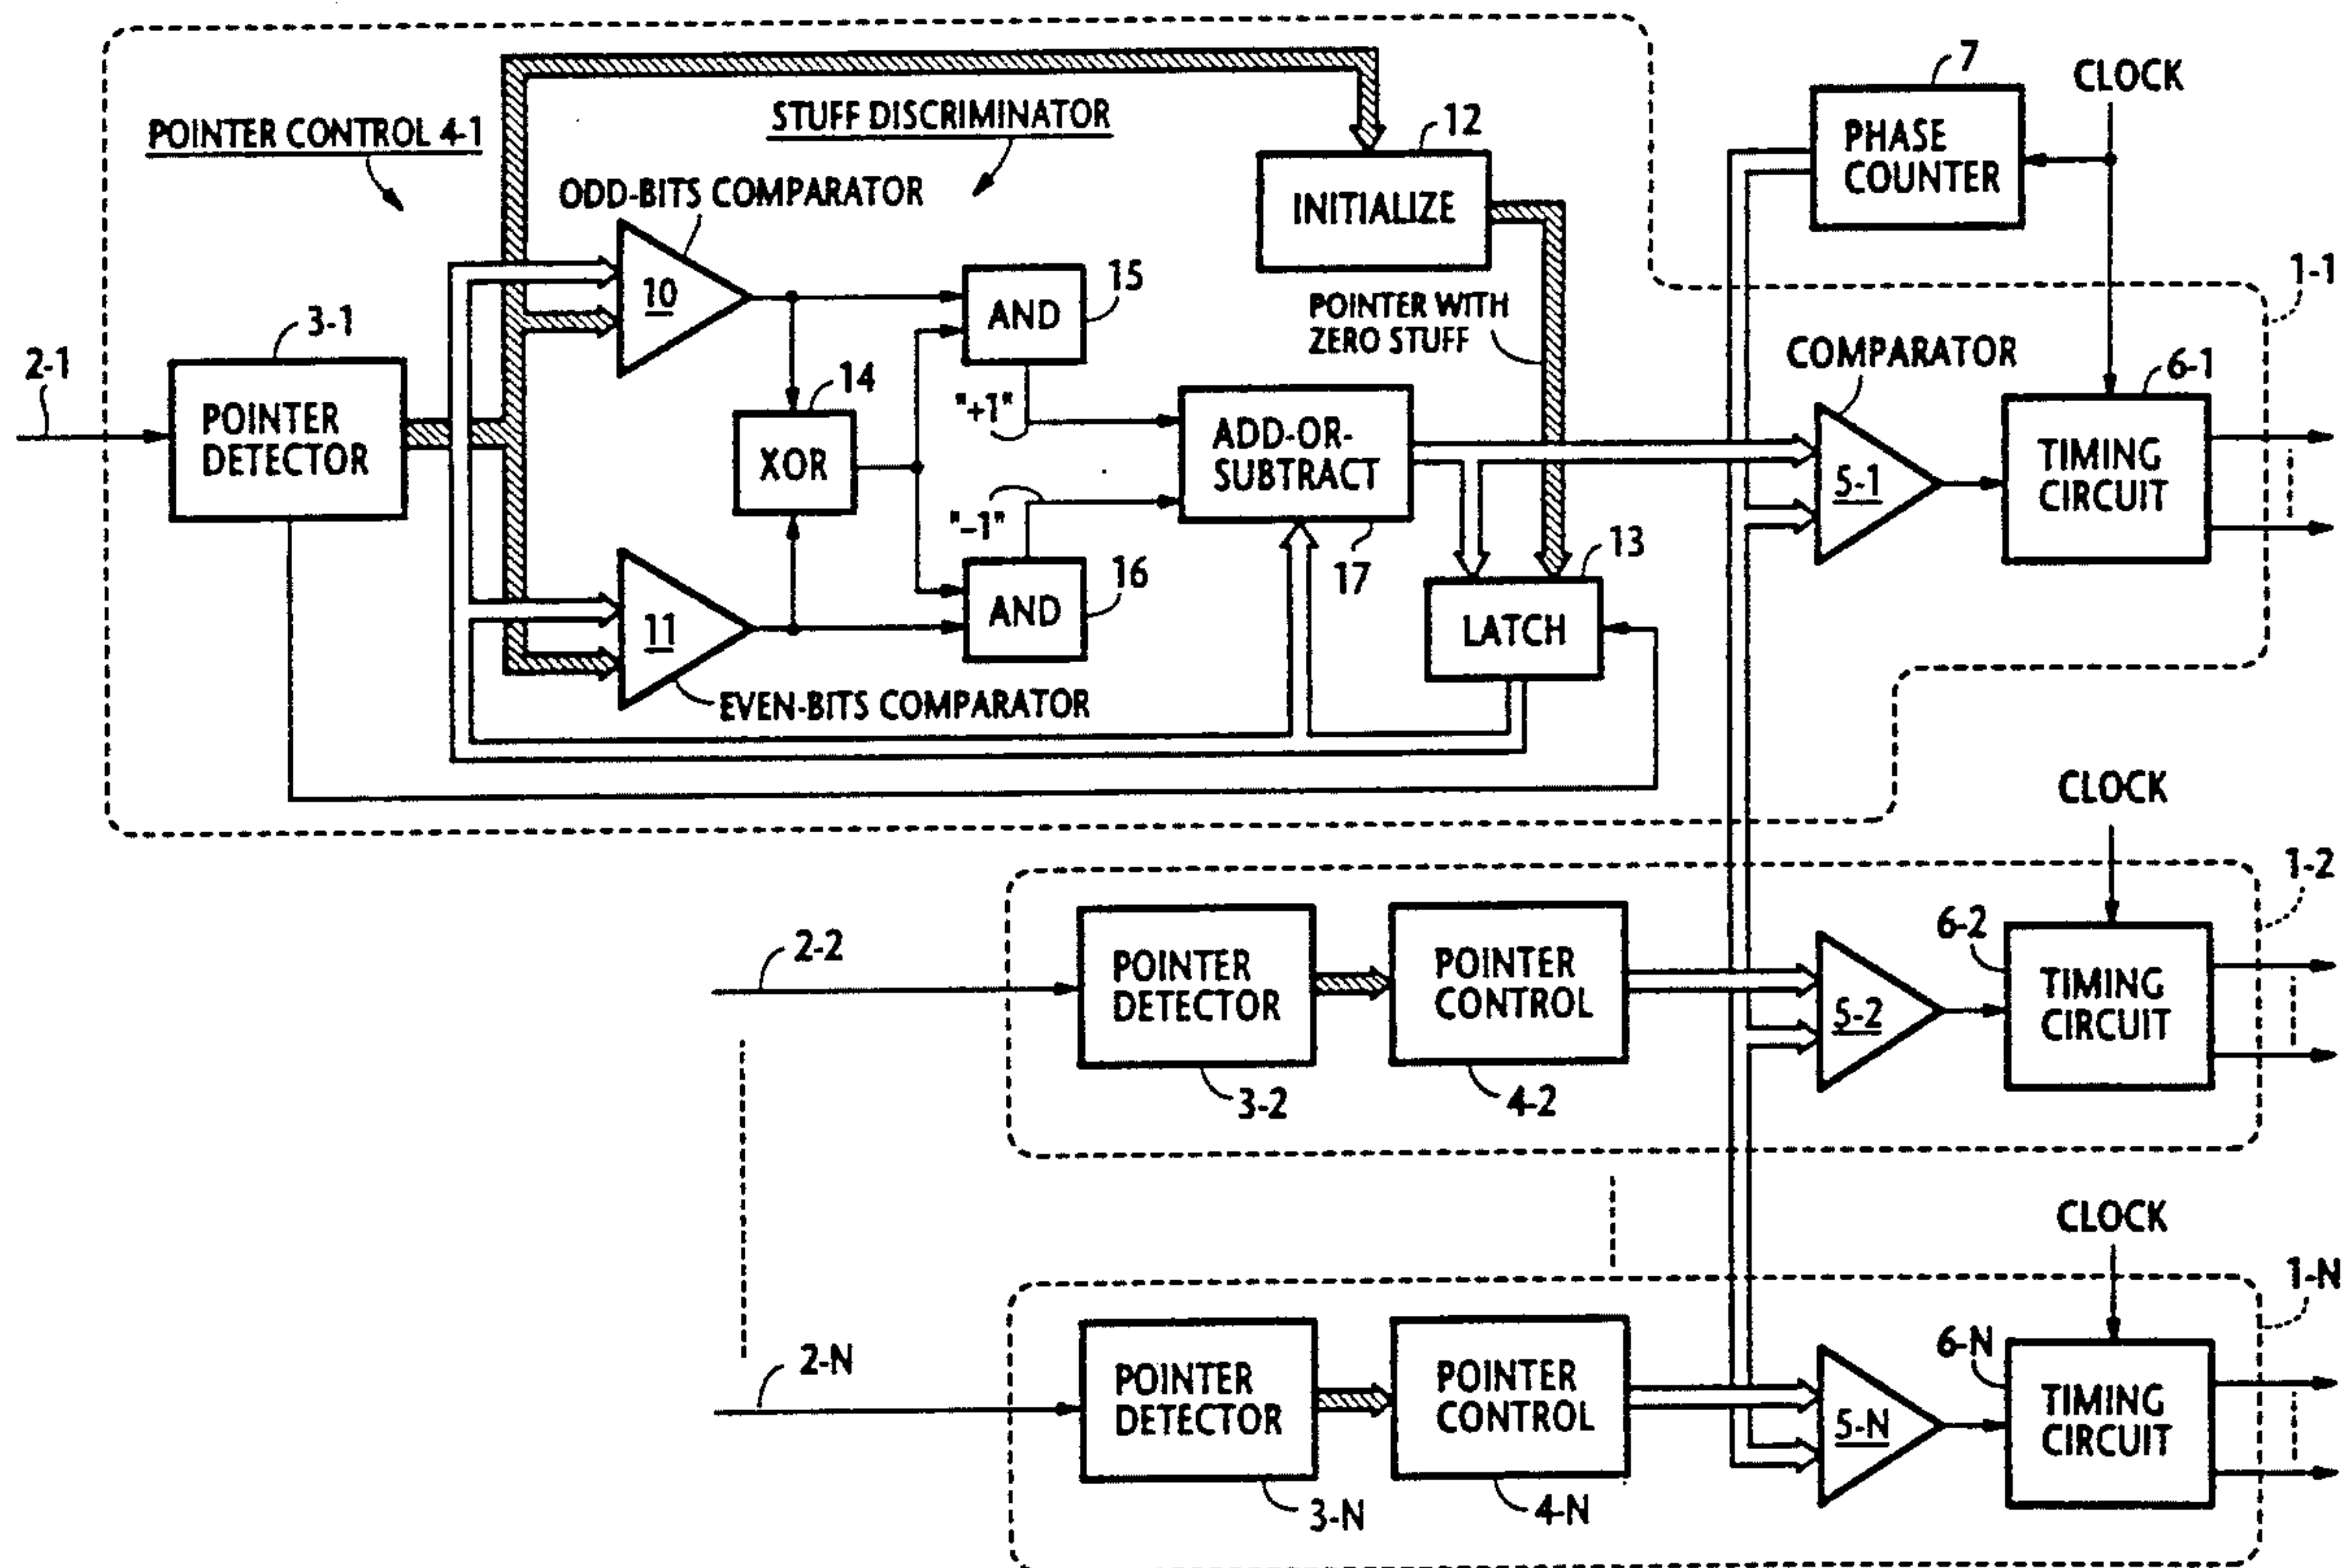 POINTER CONTROL 4-1
STUFF DISCRIMINATOR
ODD-BITS COMPARATOR
12
INITIALIZE
7
CLOCK
PHASE
COUNTER
1-1
2-1
3-1
POINTER
DETECTOR
10
15
AND
14
XOR
"+1"
"-1"
11
EVEN-BITS COMPARATOR
16
AND
ADD-OR-
SUBTRACT
17
POINTER WITH
ZERO STUFF
13
LATCH
COMPARATOR
5-1
6-1
TIMING
CIRCUIT
CLOCK
1-2
2-2
POINTER
DETECTOR
3-2
POINTER
CONTROL
4-2
5-2
6-2
TIMING
CIRCUIT
CLOCK
1-N
2-N
POINTER
DETECTOR
3-N
POINTER
CONTROL
4-N
5-N
6-N
TIMING
CIRCUIT